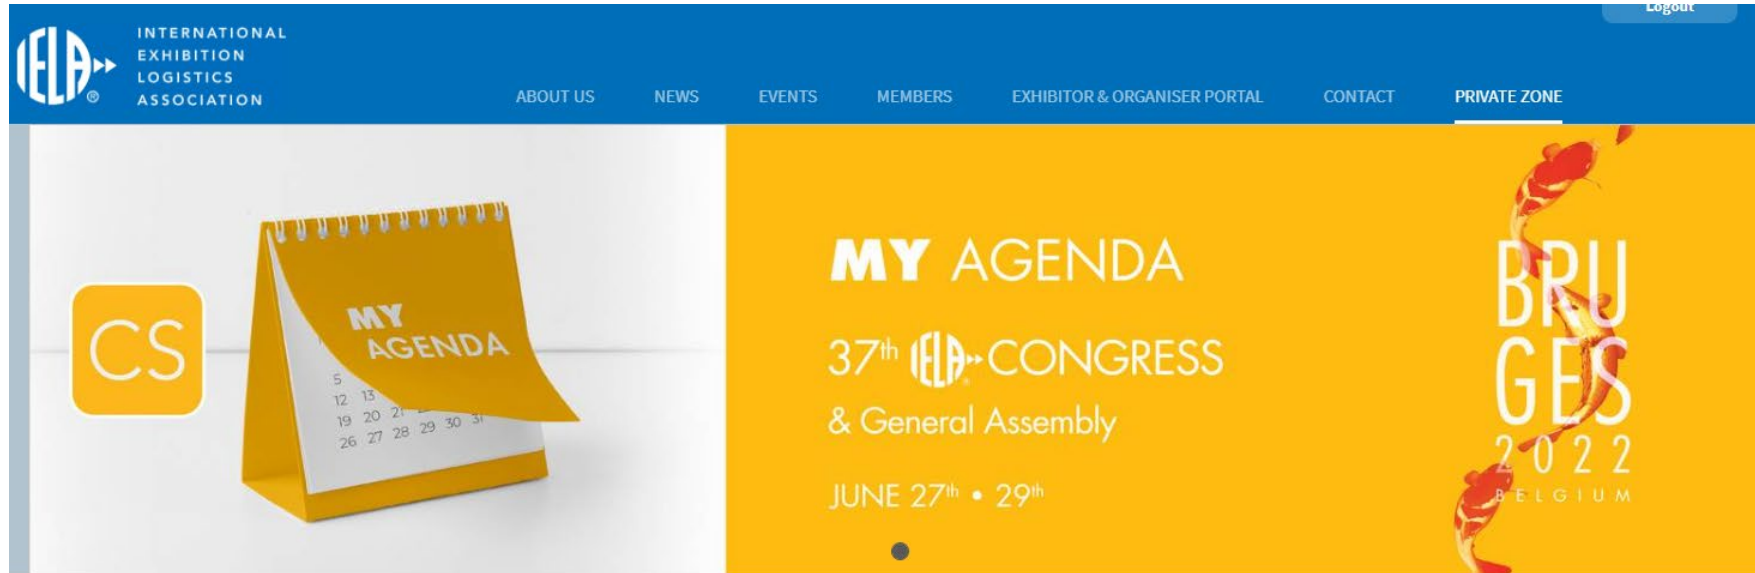 Logout
IELA®
INTERNATIONAL
EXHIBITION
LOGISTICS
ASSOCIATION
ABOUT US NEWS EVENTS MEMBERS EXHIBITOR & ORGANISER PORTAL CONTACT PRIVATE ZONE
CS
MY
AGENDA
5
12 13
19 20 21
26 27 28 29 30 31
MY AGENDA
37th IELA® CONGRESS
& General Assembly
JUNE 27th • 29th
BRU
GES
2022
BELGIUM